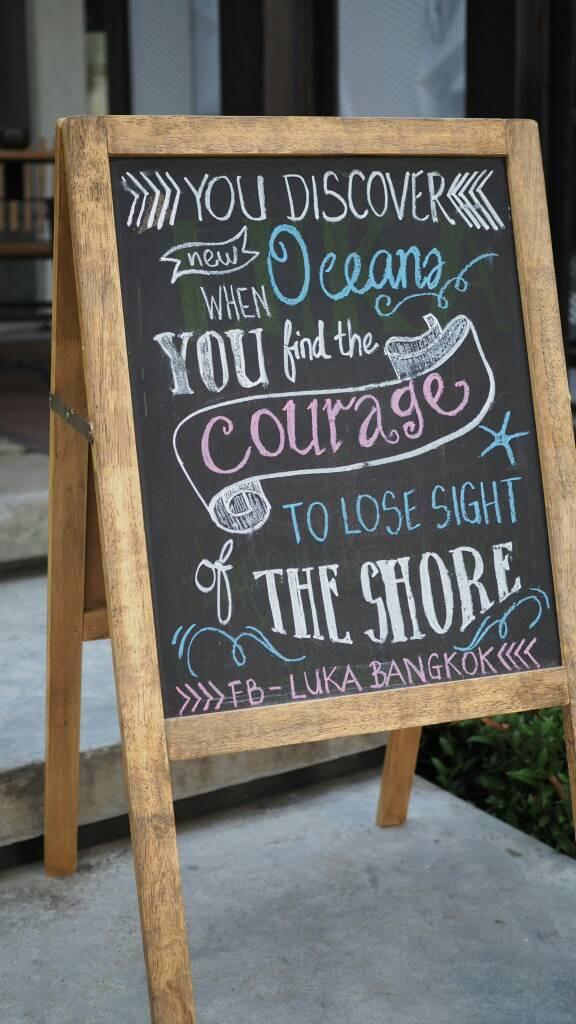 YOU DISCOVER
new Oceans
WHEN
YOU find the
courage
TO LOSE SIGHT
of THE SHORE
FB - LUKA BANGKOK